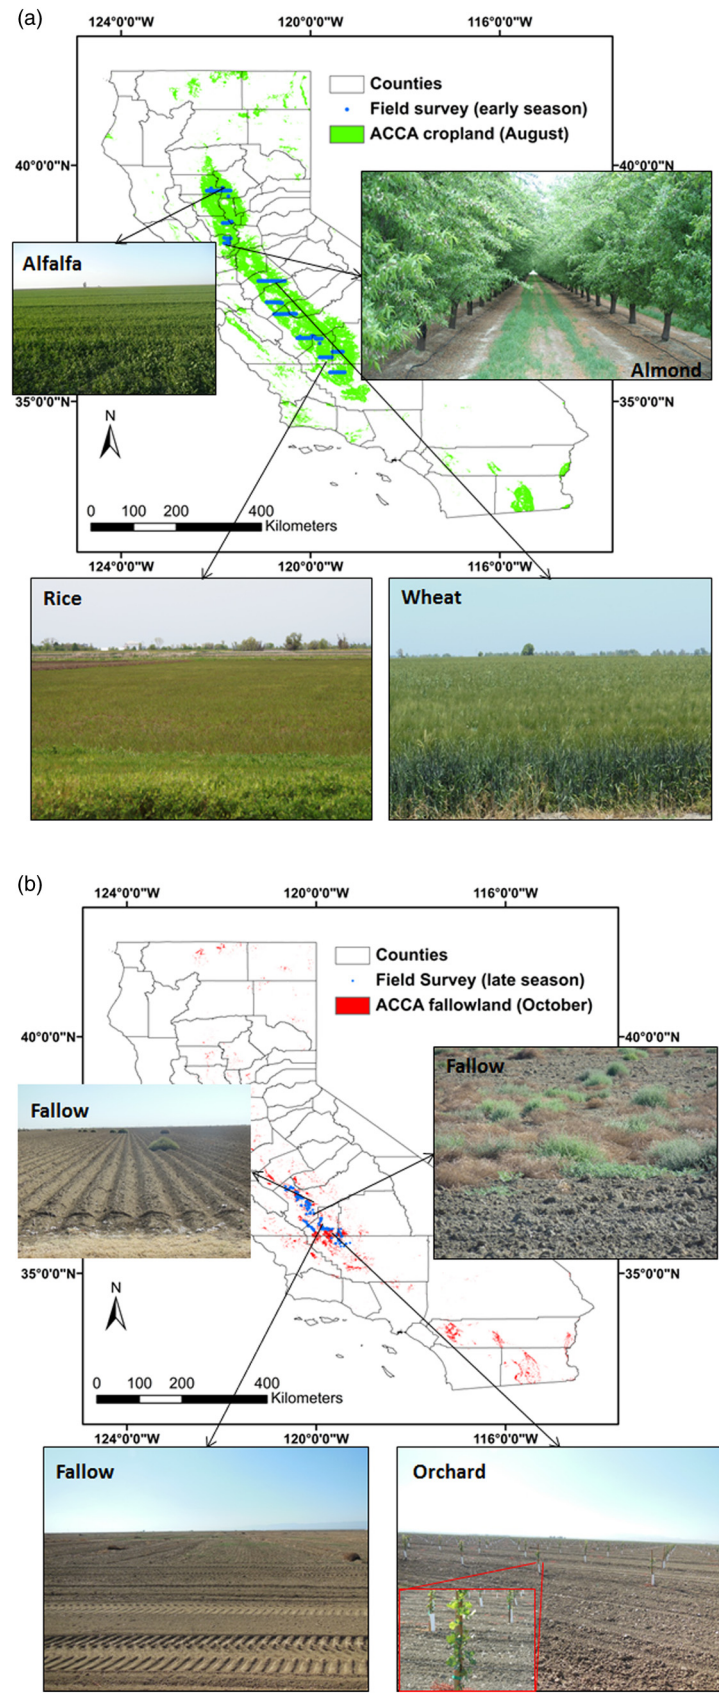 (a)
124°0'0"W 120°0'0"W 116°0'0"W
Counties
Field survey (early season)
ACCA cropland (August)
40°0'0"N 40°0'0"N
Alfalfa
Almond
35°0'0"N 35°0'0"N
N
0 100 200 400
Kilometers
124°0'0"W 120°0'0"W 116°0'0"W
Rice
Wheat
(b)
124°0'0"W 120°0'0"W 116°0'0"W
Counties
Field Survey (late season)
ACCA fallowland (October)
40°0'0"N 40°0'0"N
Fallow
Fallow
35°0'0"N 35°0'0"N
N
0 100 200 400
Kilometers
124°0'0"W 120°0'0"W 116°0'0"W
Fallow
Orchard